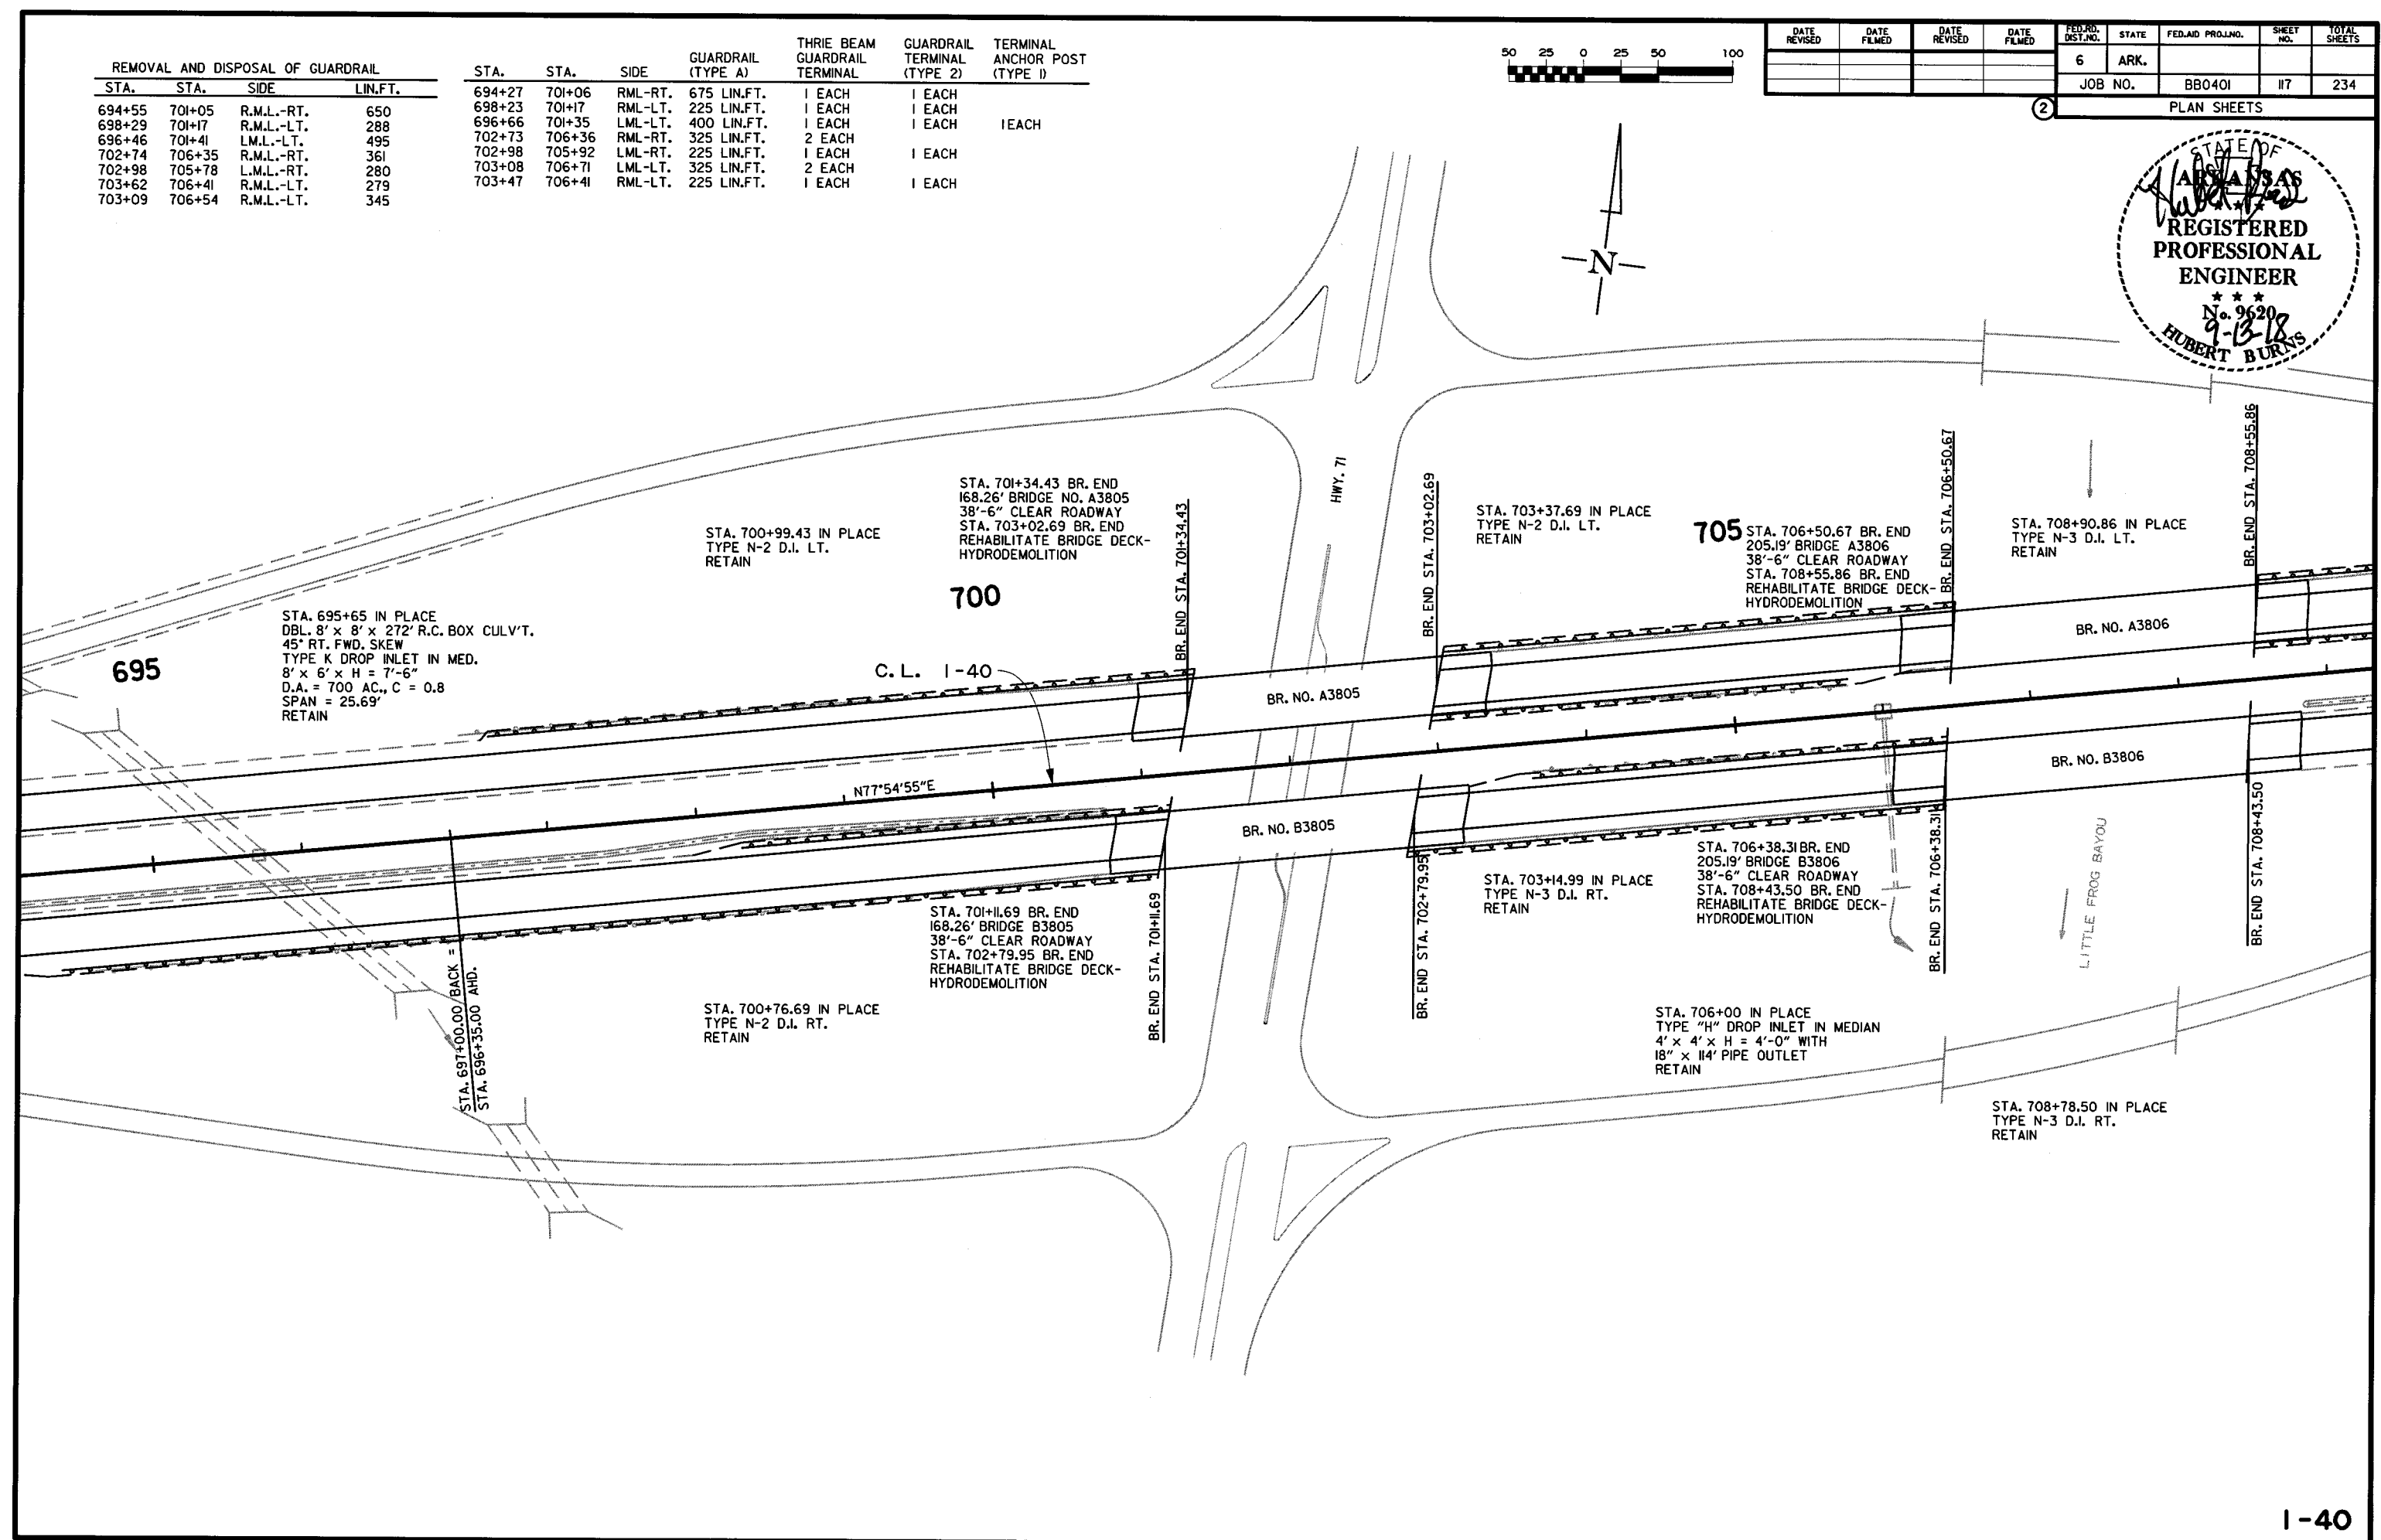 REMOVAL AND DISPOSAL OF GUARDRAIL
STA. STA. SIDE LIN.FT.
694+55 701+05 R.M.L.-RT. 650
698+29 701+17 R.M.L.-LT. 288
696+46 701+41 LM.L.-LT. 495
702+74 706+35 R.M.L.-RT. 361
702+98 705+78 L.M.L.-RT. 280
703+62 706+41 R.M.L.-LT. 279
703+09 706+54 R.M.L.-LT. 345
STA. STA. SIDE GUARDRAIL (TYPE A) THRIE BEAM GUARDRAIL TERMINAL GUARDRAIL TERMINAL (TYPE 2) TERMINAL ANCHOR POST (TYPE 1)
694+27 701+06 RML-RT. 675 LIN.FT. 1 EACH 1 EACH
698+23 701+17 RML-LT. 225 LIN.FT. 1 EACH 1 EACH
696+66 701+35 LML-LT. 400 LIN.FT. 1 EACH 1 EACH 1 EACH
702+73 706+36 RML-RT. 325 LIN.FT. 2 EACH
702+98 705+92 LML-RT. 225 LIN.FT. 1 EACH 1 EACH
703+08 706+71 LML-LT. 325 LIN.FT. 2 EACH
703+47 706+41 RML-LT. 225 LIN.FT. 1 EACH 1 EACH
50 25 0 25 50 100
DATE REVISED DATE FILMED DATE REVISED DATE FILMED FED.RD. DIST.NO. STATE FED.AID PROJ.NO. SHEET NO. TOTAL SHEETS
6 ARK.
JOB NO. BB0401 117 234
2 PLAN SHEETS
STATE OF
ARKANSAS
★ ★ ★
REGISTERED
PROFESSIONAL
ENGINEER
★ ★ ★
No. 9620
9-13-18
HUBERT BURNS
N
HWY. 71
STA. 701+34.43 BR. END
168.26' BRIDGE NO. A3805
38'-6" CLEAR ROADWAY
STA. 703+02.69 BR. END
REHABILITATE BRIDGE DECK-
HYDRODEMOLITION
STA. 700+99.43 IN PLACE
TYPE N-2 D.I. LT.
RETAIN
BR. END STA. 701+34.43
BR. END STA. 703+02.69
STA. 703+37.69 IN PLACE
TYPE N-2 D.I. LT.
RETAIN
705
STA. 706+50.67 BR. END
205.19' BRIDGE A3806
38'-6" CLEAR ROADWAY
STA. 708+55.86 BR. END
REHABILITATE BRIDGE DECK-
HYDRODEMOLITION
BR. END STA. 706+50.67
STA. 708+90.86 IN PLACE
TYPE N-3 D.I. LT.
RETAIN
BR. END STA. 708+55.86
700
STA. 695+65 IN PLACE
DBL. 8' x 8' x 272' R.C. BOX CULV'T.
45° RT. FWD. SKEW
TYPE K DROP INLET IN MED.
8' x 6' x H = 7'-6"
D.A. = 700 AC., C = 0.8
SPAN = 25.69'
RETAIN
695
C.L. I-40
BR. NO. A3805
BR. NO. A3806
N77°54'55"E
BR. NO. B3805
BR. NO. B3806
STA. 697+00.00 BACK =
STA. 696+35.00 AHD.
STA. 701+11.69 BR. END
168.26' BRIDGE B3805
38'-6" CLEAR ROADWAY
STA. 702+79.95 BR. END
REHABILITATE BRIDGE DECK-
HYDRODEMOLITION
STA. 700+76.69 IN PLACE
TYPE N-2 D.I. RT.
RETAIN
BR. END STA. 701+11.69
BR. END STA. 702+79.95
STA. 703+14.99 IN PLACE
TYPE N-3 D.I. RT.
RETAIN
STA. 706+38.31 BR. END
205.19' BRIDGE B3806
38'-6" CLEAR ROADWAY
STA. 708+43.50 BR. END
REHABILITATE BRIDGE DECK-
HYDRODEMOLITION
BR. END STA. 706+38.31
LITTLE FROG BAYOU
BR. END STA. 708+43.50
STA. 706+00 IN PLACE
TYPE "H" DROP INLET IN MEDIAN
4' x 4' x H = 4'-0" WITH
18" x 114' PIPE OUTLET
RETAIN
STA. 708+78.50 IN PLACE
TYPE N-3 D.I. RT.
RETAIN
I-40